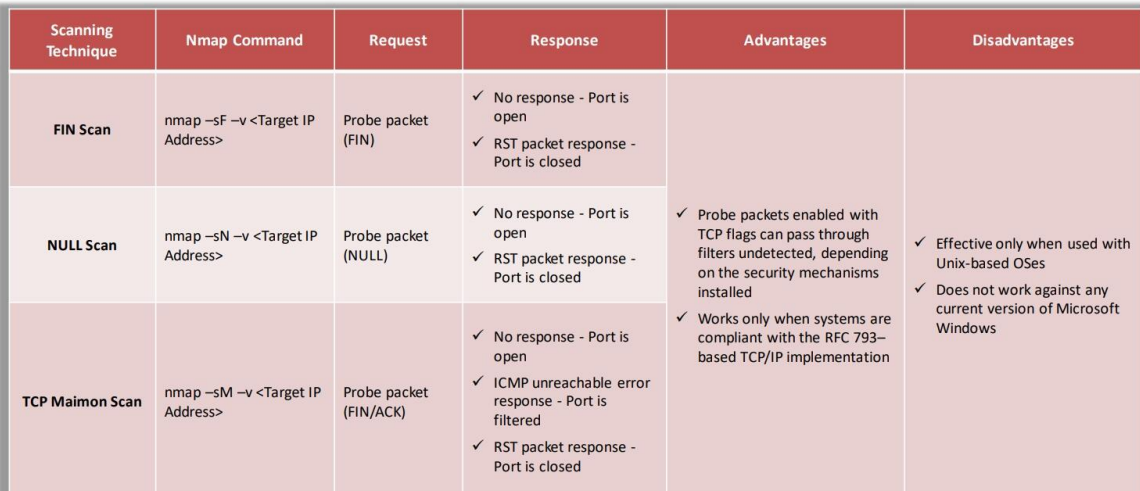 Scanning
Technique
Nmap Command
Request
Response
Advantages
Disadvantages
FIN Scan
nmap –sF –v <Target IP
Address>
Probe packet
(FIN)
✓ No response - Port is
open
✓ RST packet response -
Port is closed
NULL Scan
nmap –sN –v <Target IP
Address>
Probe packet
(NULL)
✓ No response - Port is
open
✓ RST packet response -
Port is closed
TCP Maimon Scan
nmap –sM –v <Target IP
Address>
Probe packet
(FIN/ACK)
✓ No response - Port is
open
✓ ICMP unreachable error
response - Port is
filtered
✓ RST packet response -
Port is closed
✓ Probe packets enabled with
TCP flags can pass through
filters undetected, depending
on the security mechanisms
installed
✓ Works only when systems are
compliant with the RFC 793–
based TCP/IP implementation
✓ Effective only when used with
Unix-based OSes
✓ Does not work against any
current version of Microsoft
Windows